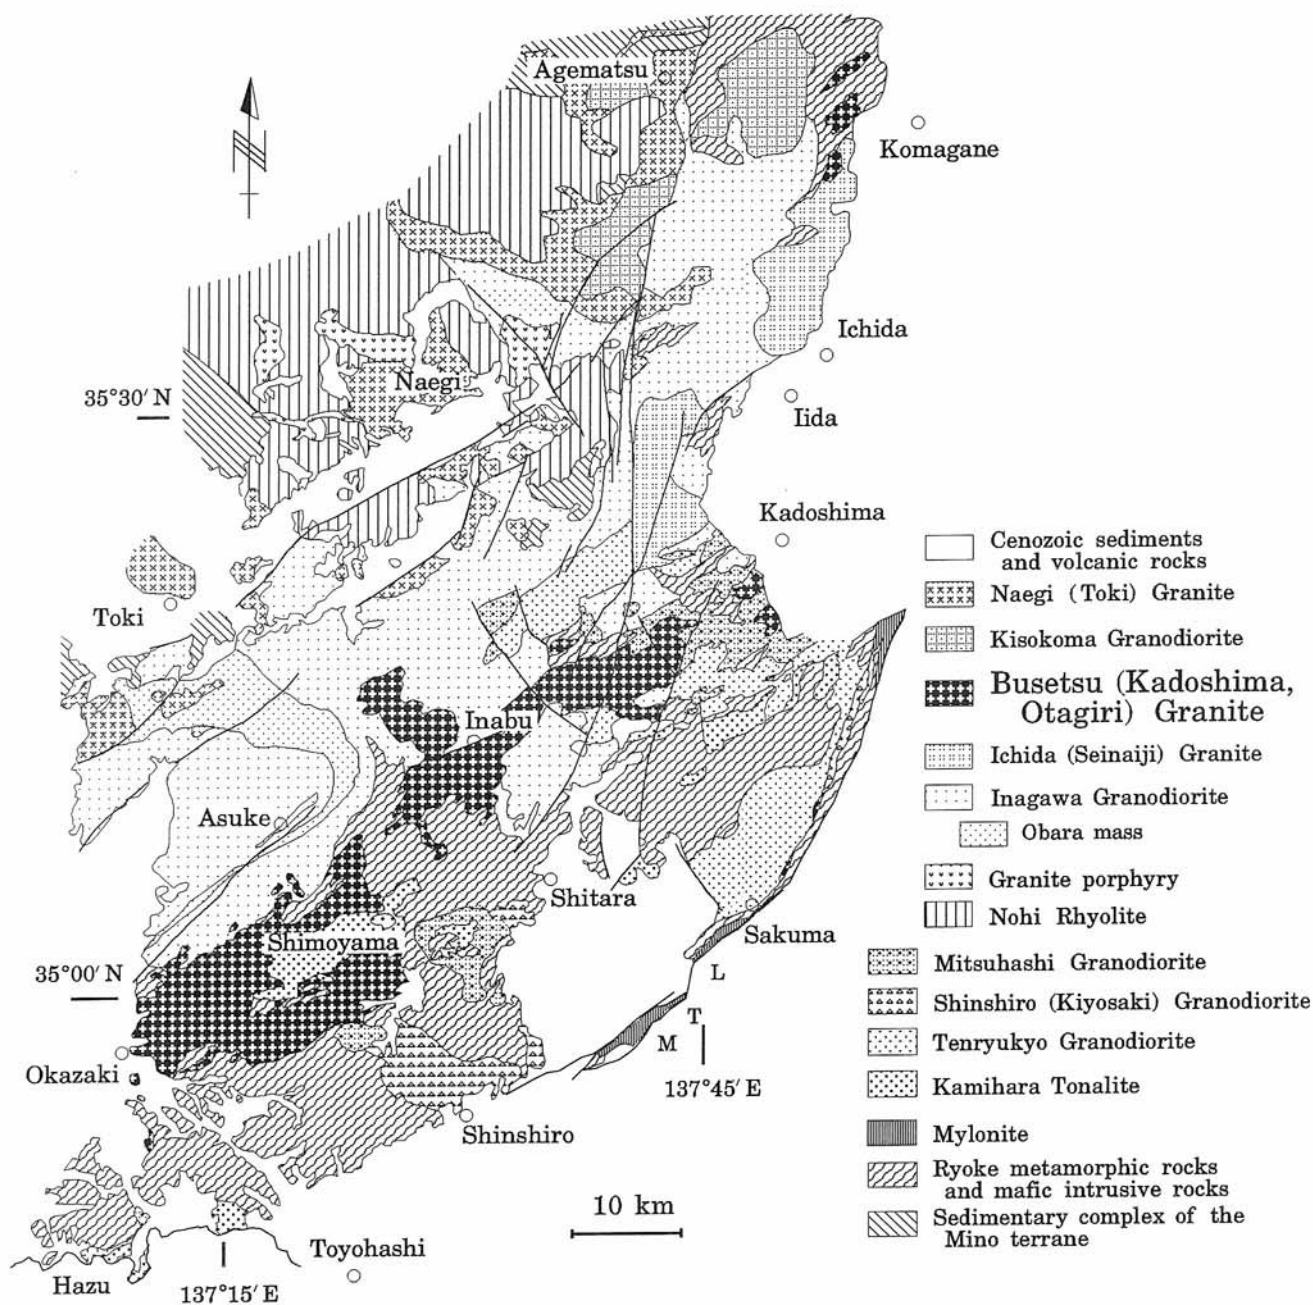 Agematsu
N
Komagane
Ichida
Naegi
35°30′ N
Iida
Kadoshima
Toki
Inabu
Asuke
Shitara
Shimoyama
Sakuma
35°00′ N
L
T
M
Okazaki
137°45′ E
Shinshiro
10 km
Toyohashi
Hazu
137°15′ E
Cenozoic sediments
and volcanic rocks
Naegi (Toki) Granite
Kisokoma Granodiorite
Busetsu (Kadoshima,
Otagiri) Granite
Ichida (Seinaiji) Granite
Inagawa Granodiorite
Obara mass
Granite porphyry
Nohi Rhyolite
Mitsuhashi Granodiorite
Shinshiro (Kiyosaki) Granodiorite
Tenryukyo Granodiorite
Kamihara Tonalite
Mylonite
Ryoke metamorphic rocks
and mafic intrusive rocks
Sedimentary complex of the
Mino terrane